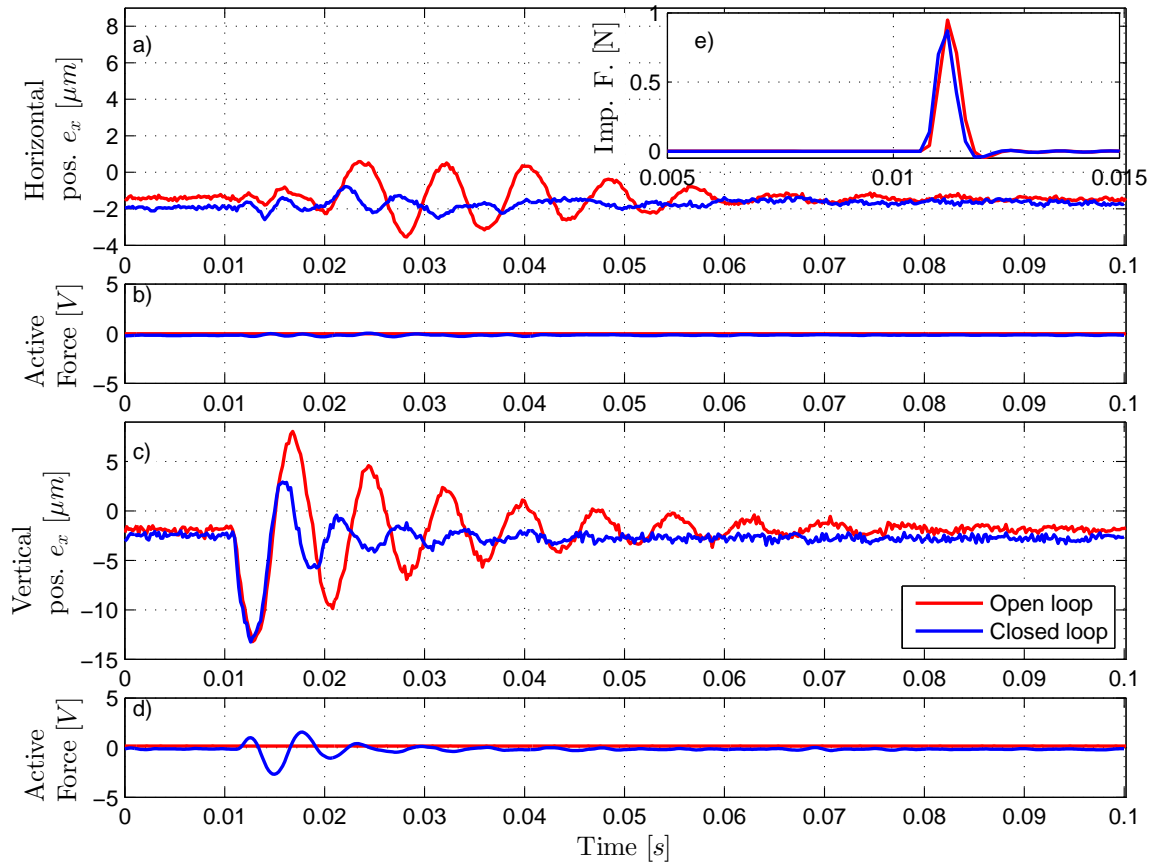 a)
Horizontal
pos. e_x [μm]
8
6
4
2
0
−2
−4
0 0.01 0.02 0.03 0.04 0.05 0.06 0.07 0.08 0.09 0.1
e)
Imp. F. [N]
1
0.5
0
0.005 0.01 0.015
b)
Active
Force [V]
5
0
−5
0 0.01 0.02 0.03 0.04 0.05 0.06 0.07 0.08 0.09 0.1
c)
Vertical
pos. e_x [μm]
5
0
−5
−10
−15
Open loop
Closed loop
0 0.01 0.02 0.03 0.04 0.05 0.06 0.07 0.08 0.09 0.1
d)
Active
Force [V]
5
0
−5
0 0.01 0.02 0.03 0.04 0.05 0.06 0.07 0.08 0.09 0.1
Time [s]